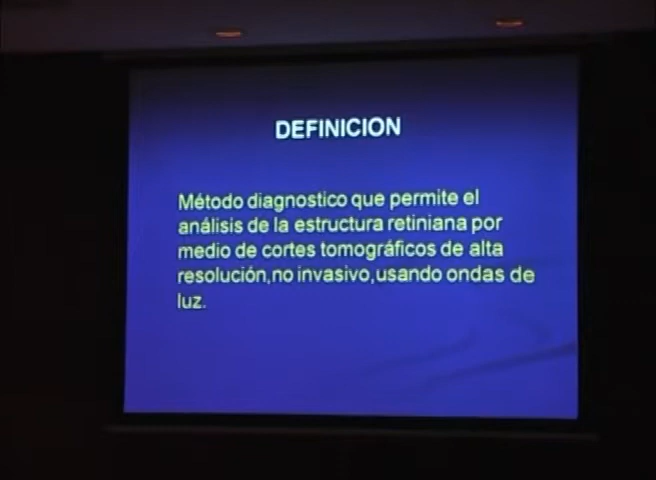 DEFINICION
Método diagnostico que permite el
análisis de la estructura retiniana por
medio de cortes tomográficos de alta
resolución,no invasivo,usando ondas de
luz.